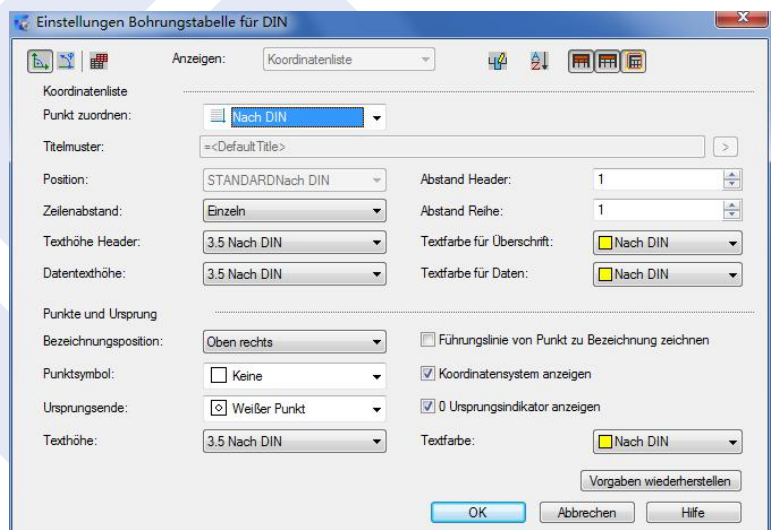 Einstellungen Bohrungstabelle für DIN
Anzeigen: Koordinatenliste
Koordinatenliste
Punkt zuordnen: Nach DIN
Titelmuster: =<DefaultTitle> >
Position: STANDARDNach DIN Abstand Header: 1
Zeilenabstand: Einzeln Abstand Reihe: 1
Texthöhe Header: 3.5 Nach DIN Textfarbe für Überschrift: Nach DIN
Datentexthöhe: 3.5 Nach DIN Textfarbe für Daten: Nach DIN
Punkte und Ursprung
Bezeichnungsposition: Oben rechts Führungslinie von Punkt zu Bezeichnung zeichnen
Punktsymbol: Keine Koordinatensystem anzeigen
Ursprungsende: Weißer Punkt 0 Ursprungsindikator anzeigen
Texthöhe: 3.5 Nach DIN Textfarbe: Nach DIN
Vorgaben wiederherstellen
OK Abbrechen Hilfe